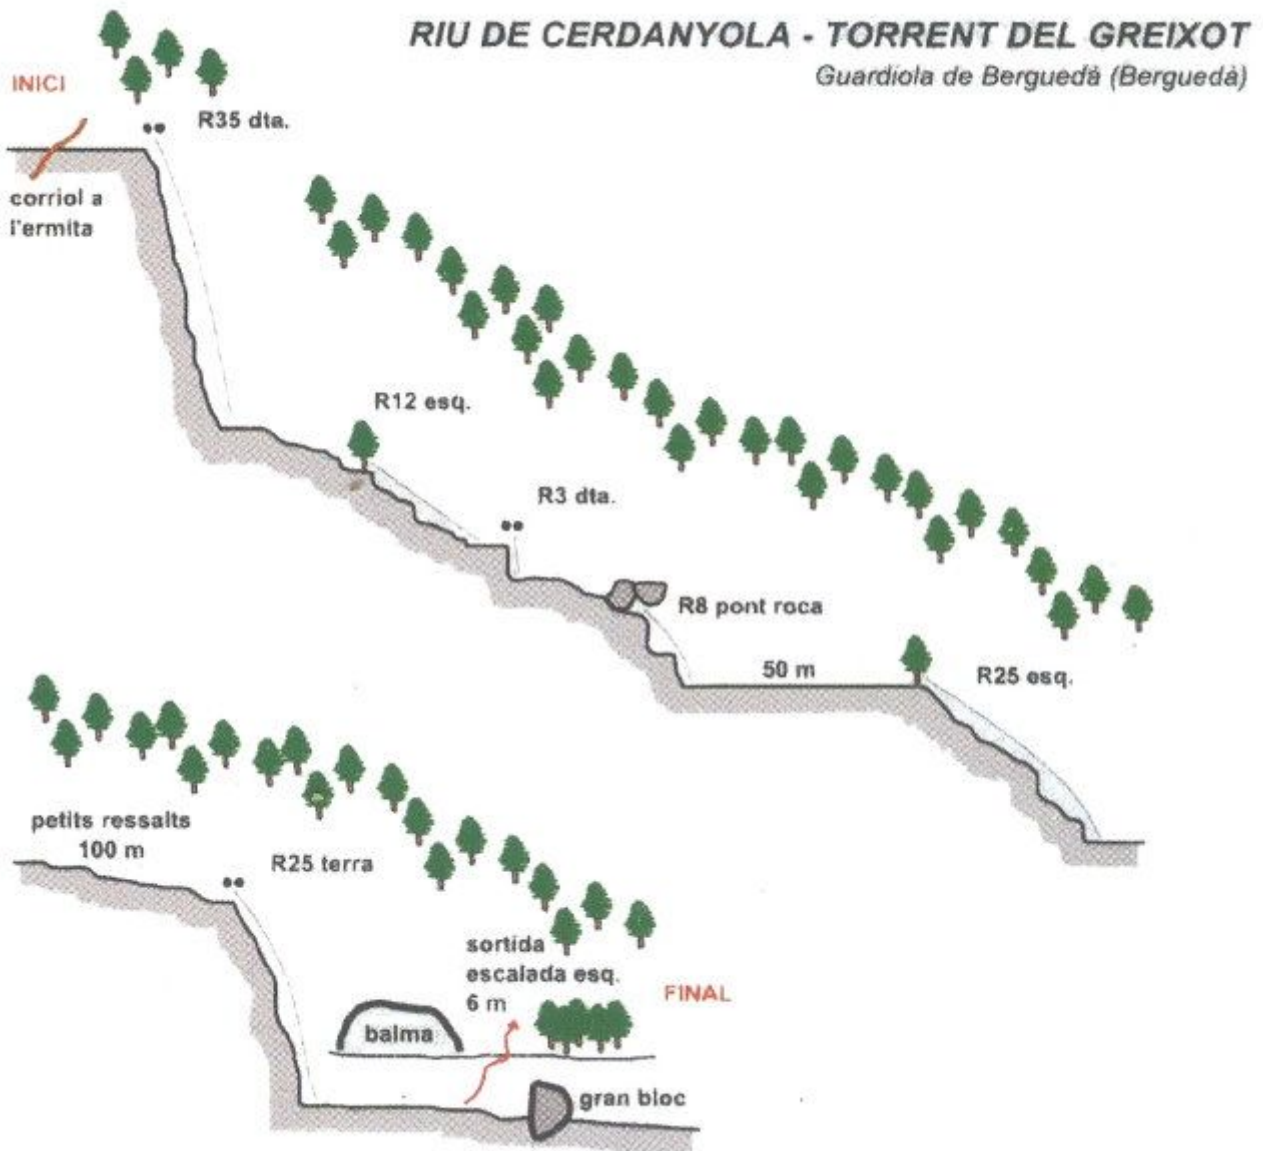 RIU DE CERDANYOLA - TORRENT DEL GREIXOT
Guardiola de Berguedà (Berguedà)
INICI
R35 dta.
corriol a
l'ermita
R12 esq.
R3 dta.
R8 pont roca
50 m
R25 esq.
petits ressalts
100 m
R25 terra
sortida
escalada esq.
6 m
FINAL
balma
gran bloc